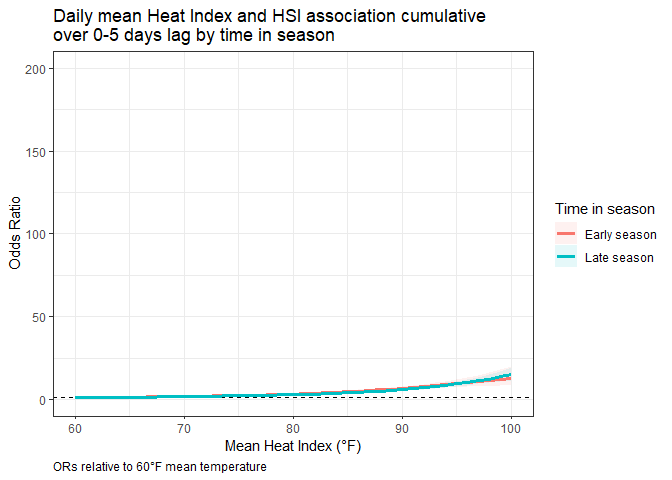 Daily mean Heat Index and HSI association cumulative
over 0-5 days lag by time in season
200
150
100
50
0
Odds Ratio
60
70
80
90
100
Mean Heat Index (°F)
ORs relative to 60°F mean temperature
Time in season
Early season
Late season